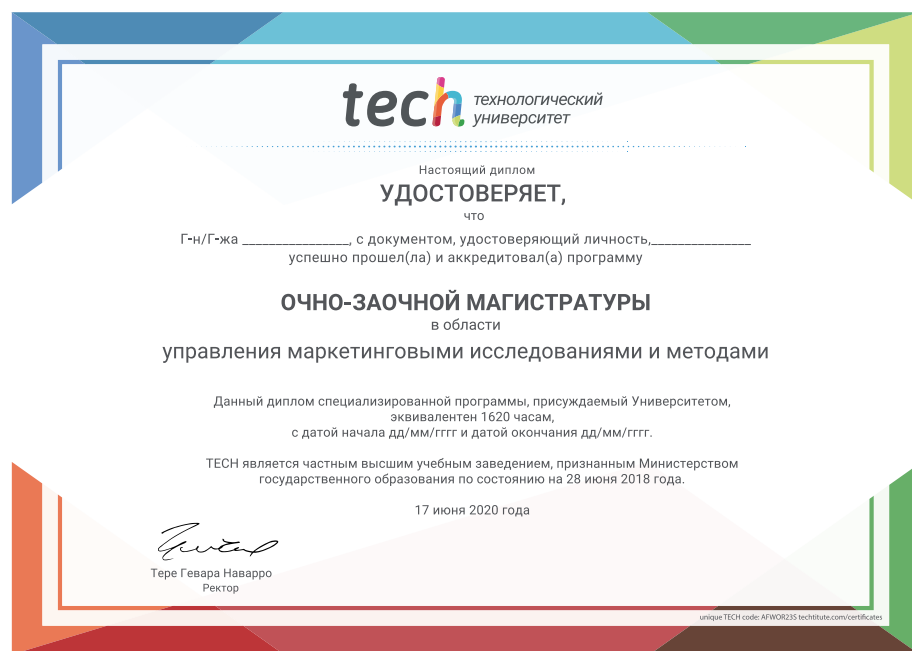 tech технологический
университет
Настоящий диплом
УДОСТОВЕРЯЕТ,
что
Г-н/Г-жа ________________, с документом, удостоверяющий личность,_______________
успешно прошел(ла) и аккредитовал(а) программу
ОЧНО-ЗАОЧНОЙ МАГИСТРАТУРЫ
в области
управления маркетинговыми исследованиями и методами
Данный диплом специализированной программы, присуждаемый Университетом,
эквивалентен 1620 часам,
с датой начала дд/мм/гггг и датой окончания дд/мм/гггг.
TECH является частным высшим учебным заведением, признанным Министерством
государственного образования по состоянию на 28 июня 2018 года.
17 июня 2020 года
Тере Гевара Наварро
Ректор
unique TECH code: AFWOR23S techtitute.com/certificates